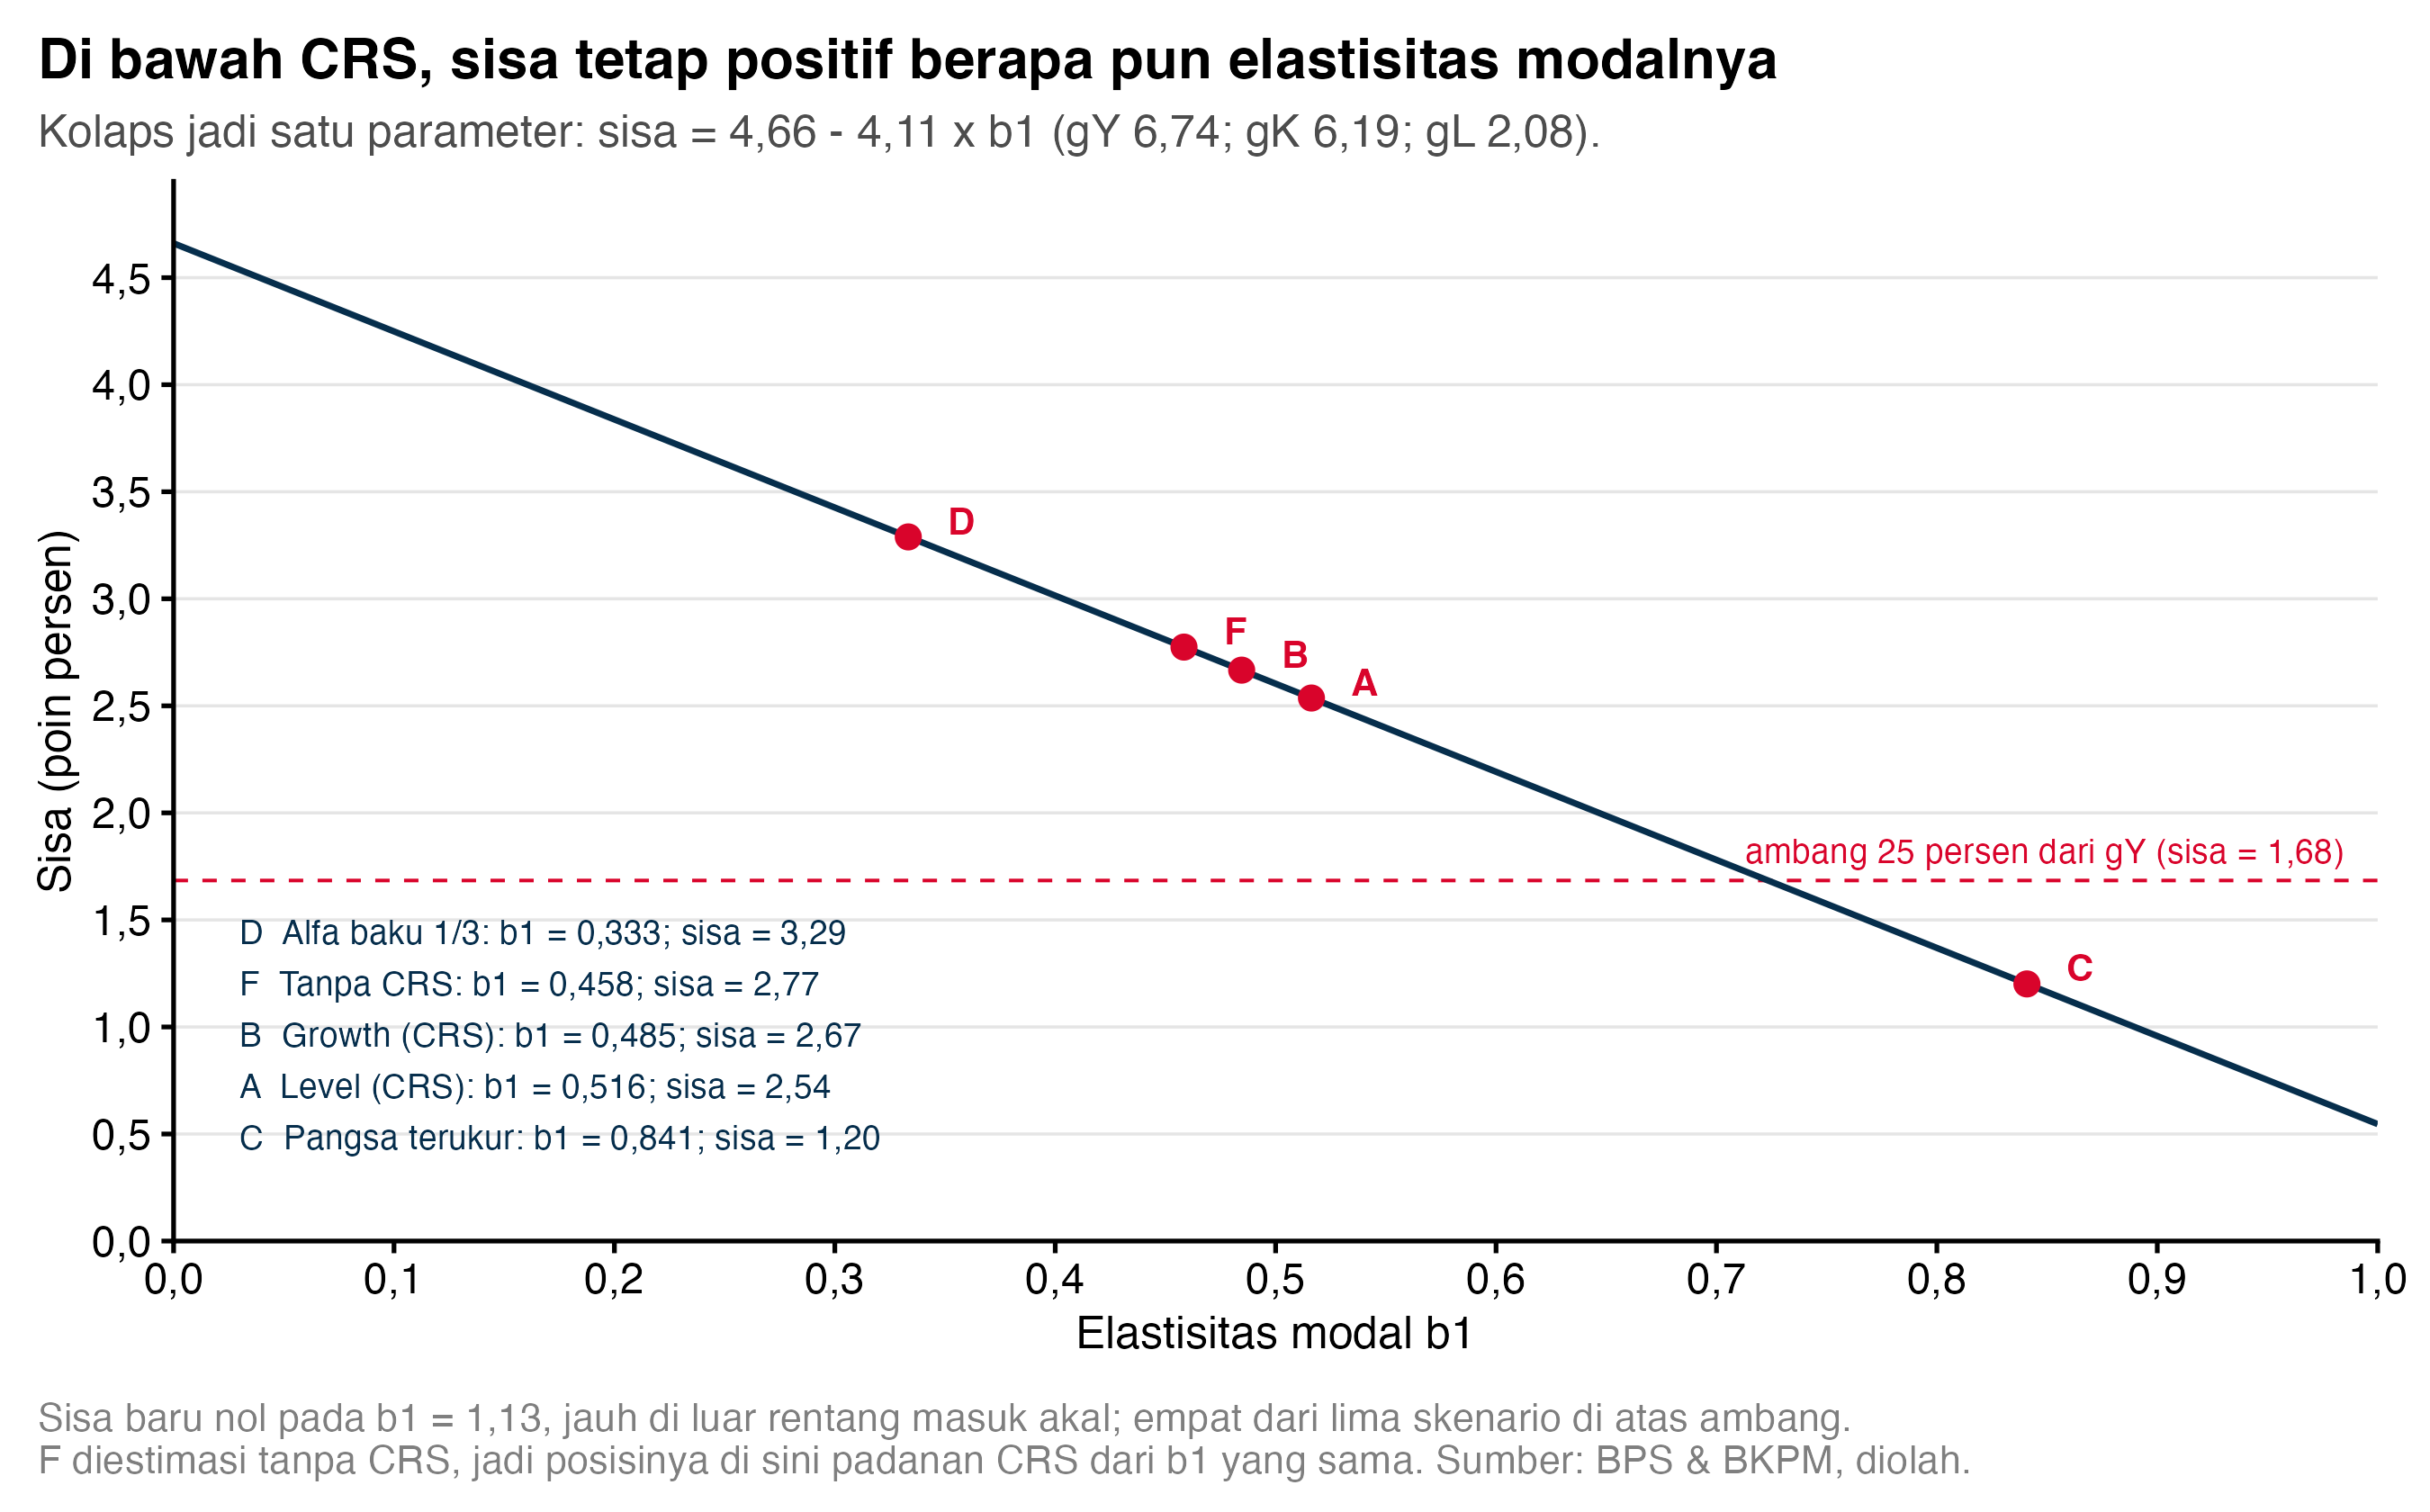 Di bawah CRS, sisa tetap positif berapa pun elastisitas modalnya
Kolaps jadi satu parameter: sisa = 4,66 - 4,11 x b1 (gY 6,74; gK 6,19; gL 2,08).
Sisa (poin persen)
4,5
4,0
3,5
3,0
2,5
2,0
1,5
1,0
0,5
0,0
D
F
B
A
ambang 25 persen dari gY (sisa = 1,68)
C
D Alfa baku 1/3: b1 = 0,333; sisa = 3,29
F Tanpa CRS: b1 = 0,458; sisa = 2,77
B Growth (CRS): b1 = 0,485; sisa = 2,67
A Level (CRS): b1 = 0,516; sisa = 2,54
C Pangsa terukur: b1 = 0,841; sisa = 1,20
0,0 0,1 0,2 0,3 0,4 0,5 0,6 0,7 0,8 0,9 1,0
Elastisitas modal b1
Sisa baru nol pada b1 = 1,13, jauh di luar rentang masuk akal; empat dari lima skenario di atas ambang.
F diestimasi tanpa CRS, jadi posisinya di sini padanan CRS dari b1 yang sama. Sumber: BPS & BKPM, diolah.